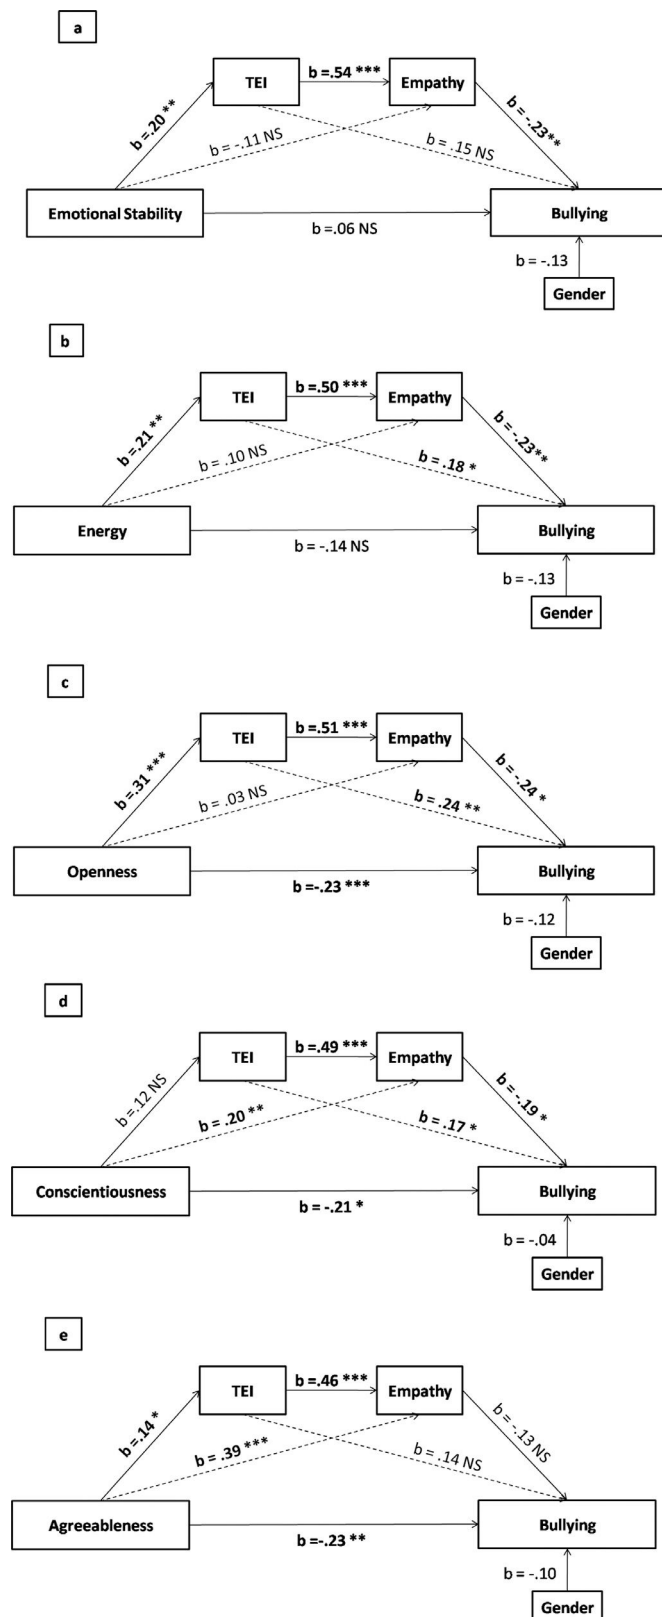 a
b =.54 ***
TEI
Empathy
b =.20 **
b = -.11 NS
b = .15 NS
b = -.23**
Emotional Stability
Bullying
b =.06 NS
b = -.13
Gender
b
b =.50 ***
TEI
Empathy
b =.21 **
b = .10 NS
b = .18 *
b = -.23**
Energy
Bullying
b = -.14 NS
b = -.13
Gender
c
b =.51 ***
TEI
Empathy
b =.31 ***
b = .03 NS
b = .24 **
b = -.24 *
Openness
Bullying
b =-.23 ***
b = -.12
Gender
d
b =.49 ***
TEI
Empathy
b =.12 NS
b = .20 **
b = .17 *
b = -.19 *
Conscientiousness
Bullying
b = -.21 *
b = -.04
Gender
e
b =.46 ***
TEI
Empathy
b =.14 *
b = .39 ***
b = .14 NS
b = -.13 NS
Agreeableness
Bullying
b =-.23 **
b = -.10
Gender